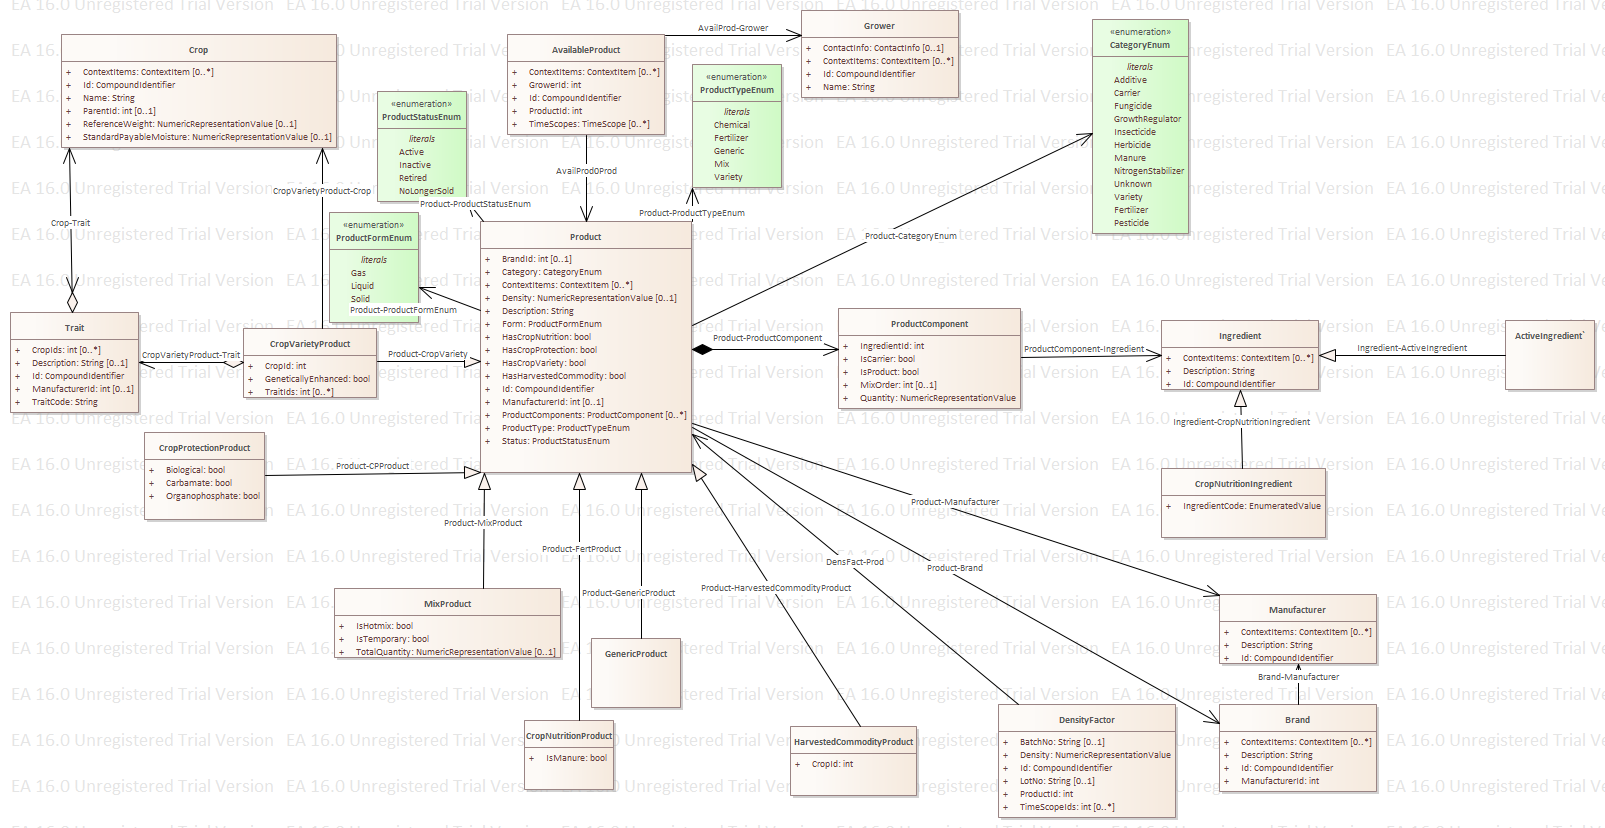 Crop
+ ContextItems: ContextItem [0..*]
+ Id: CompoundIdentifier
+ Name: String
+ ParentId: int [0..1]
+ ReferenceWeight: NumericRepresentationValue [0..1]
+ StandardPayableMoisture: NumericRepresentationValue [0..1]
«enumeration»
ProductStatusEnum
literals
Active
Inactive
Retired
NoLongerSold
AvailableProduct
+ ContextItems: ContextItem [0..*]
+ GrowerId: int
+ Id: CompoundIdentifier
+ ProductId: int
+ TimeScopes: TimeScope [0..*]
AvailProd-Grower
Grower
+ ContactInfo: ContactInfo [0..1]
+ ContextItems: ContextItem [0..*]
+ Id: CompoundIdentifier
+ Name: String
«enumeration»
ProductTypeEnum
literals
Chemical
Fertilizer
Generic
Mix
Variety
«enumeration»
CategoryEnum
literals
Additive
Carrier
Fungicide
GrowthRegulator
Insecticide
Herbicide
Manure
NitrogenStabilizer
Unknown
Variety
Fertilizer
Pesticide
AvailProd0Prod
CropVarietyProduct-Crop
Product-ProductStatusEnum
Product-ProductTypeEnum
Crop-Trait
Product-CategoryEnum
«enumeration»
ProductFormEnum
literals
Gas
Liquid
Solid
Product-ProductFormEnum
Product
+ BrandId: int [0..1]
+ Category: CategoryEnum
+ ContextItems: ContextItem [0..*]
+ Density: NumericRepresentationValue [0..1]
+ Description: String
+ Form: ProductFormEnum
+ HasCropNutrition: bool
+ HasCropProtection: bool
+ HasCropVariety: bool
+ HasHarvestedCommodity: bool
+ Id: CompoundIdentifier
+ ManufacturerId: int [0..1]
+ ProductComponents: ProductComponent [0..*]
+ ProductType: ProductTypeEnum
+ Status: ProductStatusEnum
Trait
+ CropIds: int [0..*]
+ Description: String [0..1]
+ Id: CompoundIdentifier
+ ManufacturerId: int [0..1]
+ TraitCode: String
CropVarietyProduct-Trait
CropVarietyProduct
+ CropId: int
+ GeneticallyEnhanced: bool
+ TraitIds: int [0..*]
Product-CropVariety
Product-ProductComponent
ProductComponent
+ IngredientId: int
+ IsCarrier: bool
+ IsProduct: bool
+ MixOrder: int [0..1]
+ Quantity: NumericRepresentationValue
ProductComponent-Ingredient
Ingredient
+ ContextItems: ContextItem [0..*]
+ Description: String
+ Id: CompoundIdentifier
Ingredient-ActiveIngredient
ActiveIngredient`
Ingredient-CropNutritionIngredient
CropProtectionProduct
+ Biological: bool
+ Carbamate: bool
+ Organophosphate: bool
Product-CPProduct
CropNutritionIngredient
+ IngredientCode: EnumeratedValue
Product-MixProduct
Product-FertProduct
Product-GenericProduct
Product-HarvestedCommodityProduct
DensFact-Prod
Product-Brand
Product-Manufacturer
MixProduct
+ IsHotmix: bool
+ IsTemporary: bool
+ TotalQuantity: NumericRepresentationValue [0..1]
GenericProduct
Manufacturer
+ ContextItems: ContextItem [0..*]
+ Description: String
+ Id: CompoundIdentifier
Brand-Manufacturer
CropNutritionProduct
+ IsManure: bool
HarvestedCommodityProduct
+ CropId: int
DensityFactor
+ BatchNo: String [0..1]
+ Density: NumericRepresentationValue
+ Id: CompoundIdentifier
+ LotNo: String [0..1]
+ ProductId: int
+ TimeScopeIds: int [0..*]
Brand
+ ContextItems: ContextItem [0..*]
+ Description: String
+ Id: CompoundIdentifier
+ ManufacturerId: int
EA 16.0 Unregistered Trial Version